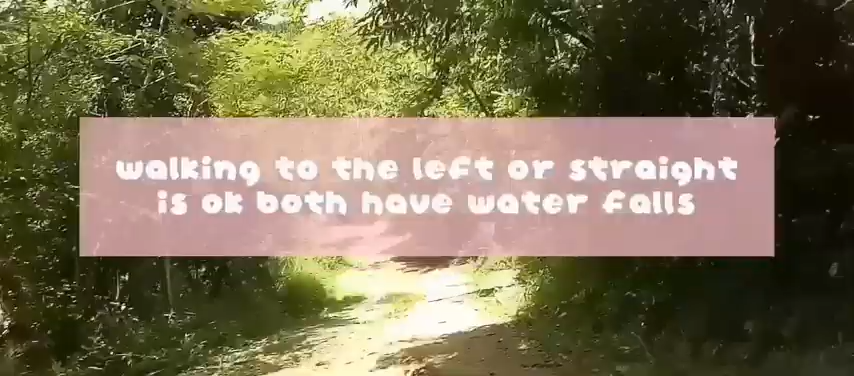 walking to the left or straight
is ok both have water falls